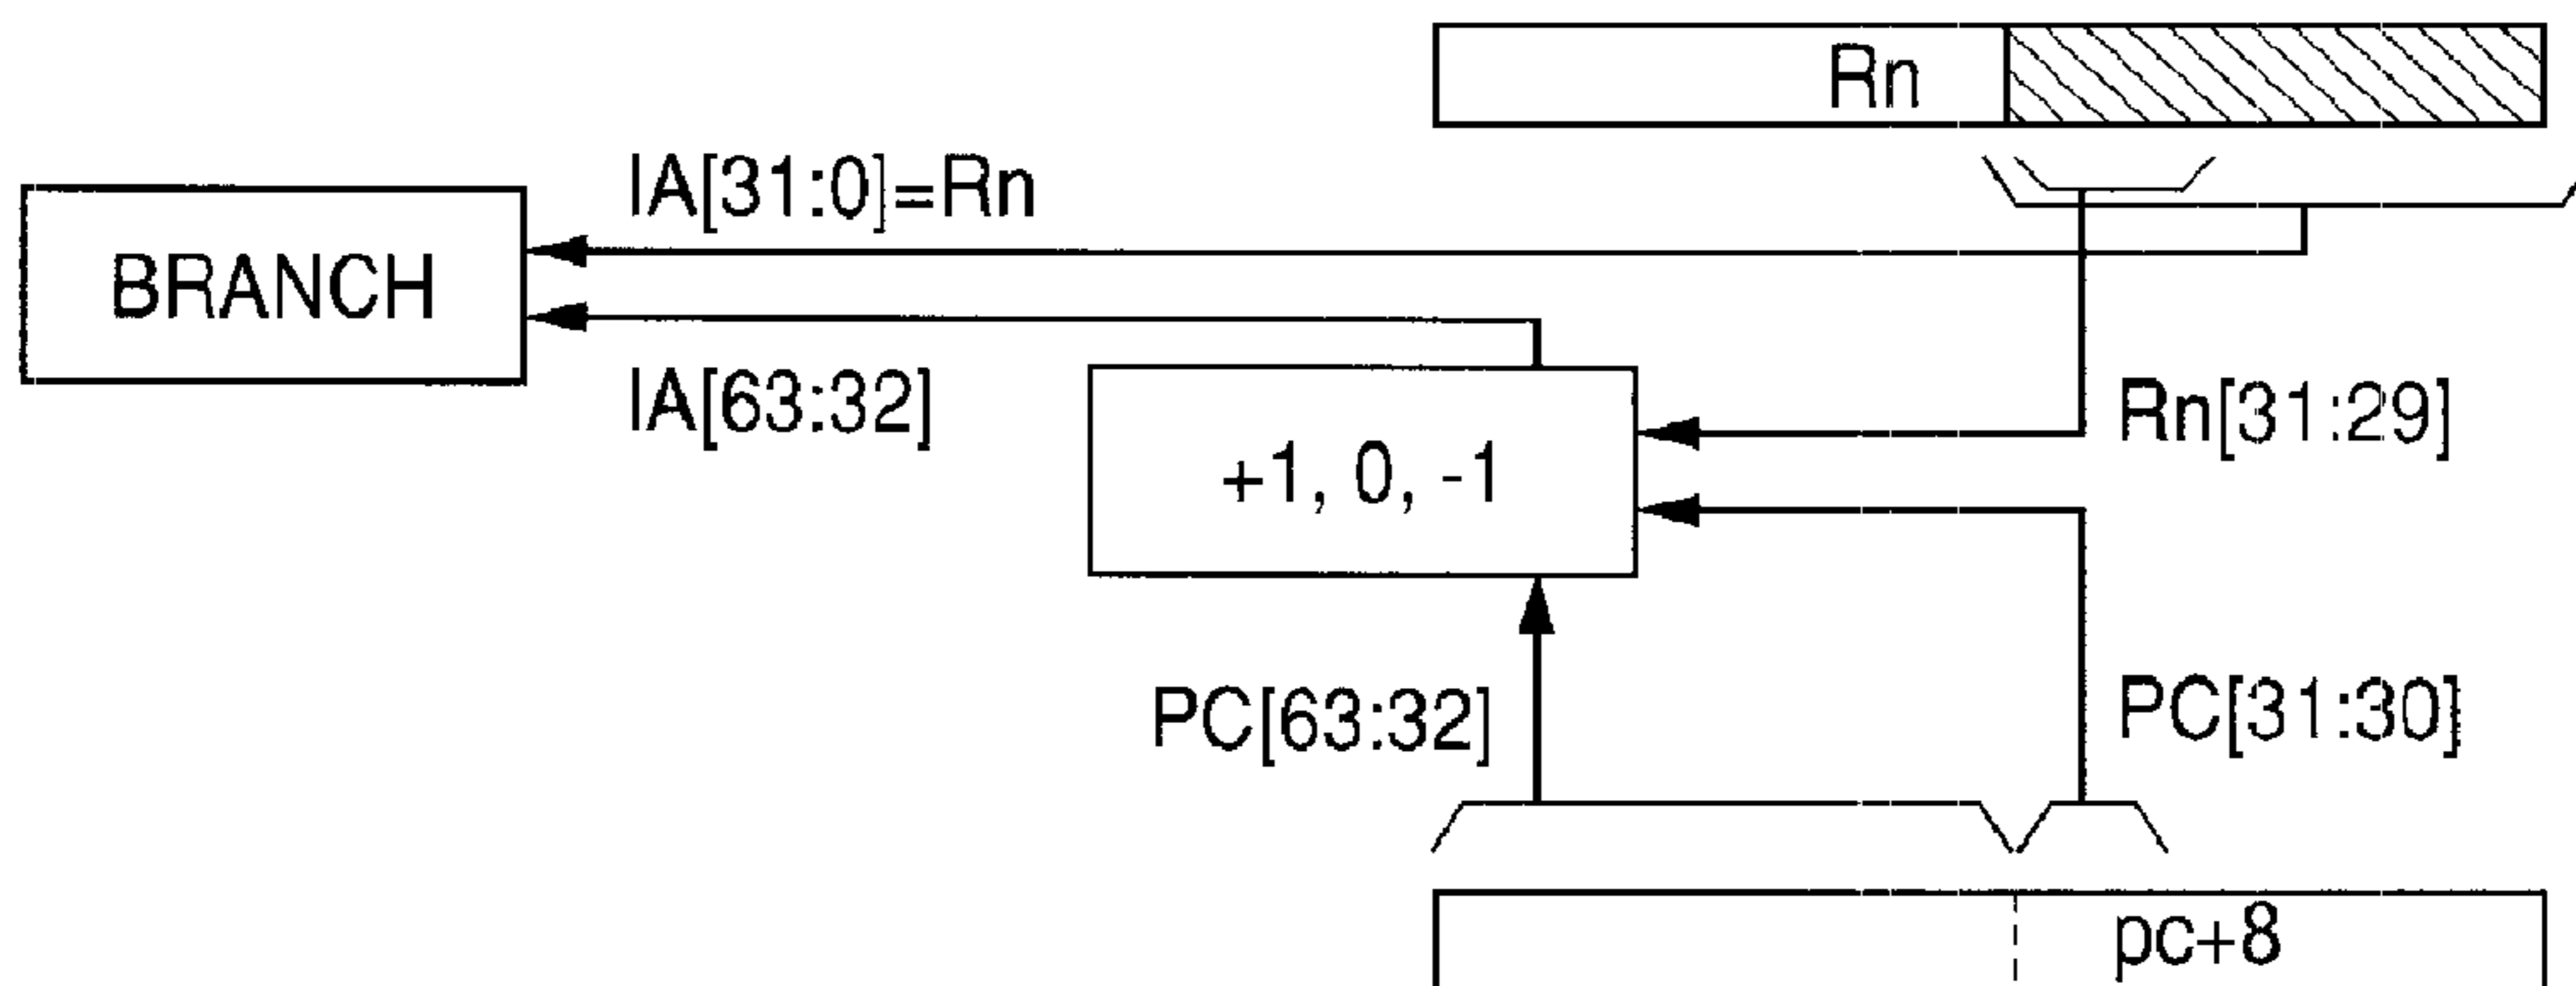 Rn
IA[31:0]=Rn
BRANCH
IA[63:32]
Rn[31:29]
+1, 0, -1
PC[63:32]
PC[31:30]
pc+8